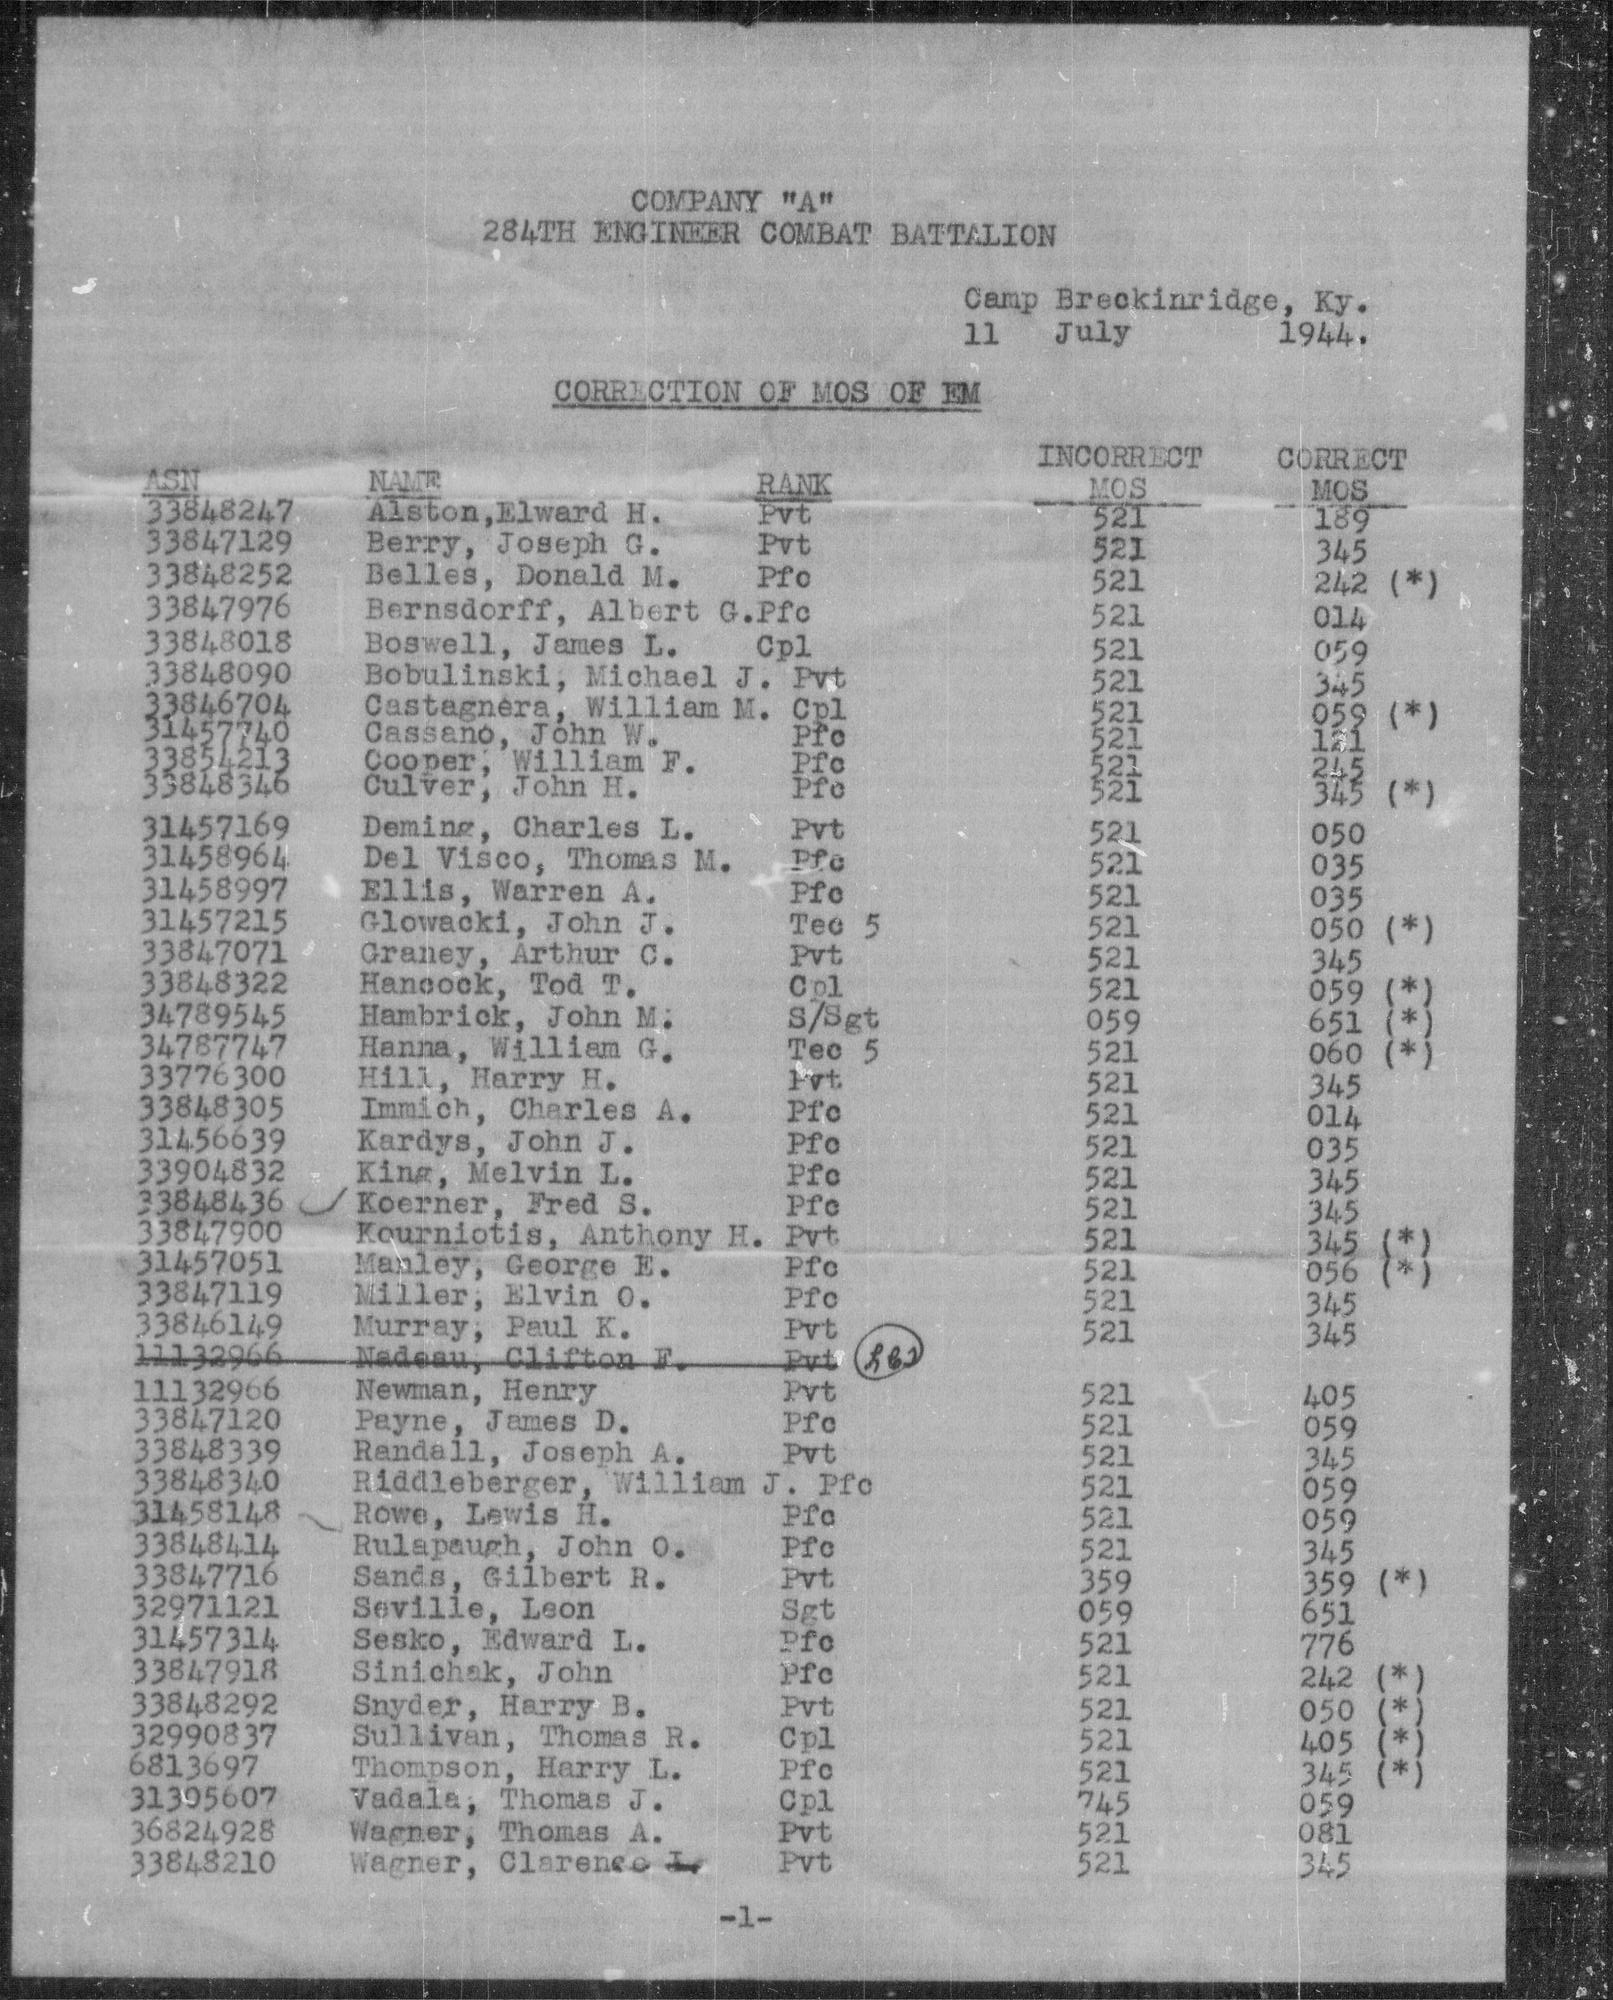 COMPANY "A"
284TH ENGINEER COMBAT BATTALION
Camp Breckinridge, Ky.
11 July 1944.
CORRECTION OF MOS OF EM
INCORRECT CORRECT
ASN NAME RANK MOS MOS
33848247 Alston,Elward H. Pvt 521 189
33847129 Berry, Joseph G. Pvt 521 345
33848252 Belles, Donald M. Pfc 521 242 (*)
33847976 Bernsdorff, Albert G.Pfc 521 014
33848018 Boswell, James L. Cpl 521 059
33848090 Bobulinski, Michael J. Pvt 521 345
33846704 Castagnera, William M. Cpl 521 059 (*)
31457740 Cassano, John W. Pfc 521 121
33854213 Cooper, William F. Pfc 521 245
33848346 Culver, John H. Pfc 521 345 (*)
31457169 Deming, Charles L. Pvt 521 050
31458964 Del Visco, Thomas M. Pfc 521 035
31458997 Ellis, Warren A. Pfc 521 035
31457215 Glowacki, John J. Tec 5 521 050 (*)
33847071 Graney, Arthur C. Pvt 521 345
33848322 Hancock, Tod T. Cpl 521 059 (*)
34789545 Hambrick, John M. S/Sgt 059 651 (*)
34787747 Hanna, William G. Tec 5 521 060 (*)
33776300 Hill, Harry H. Pvt 521 345
33848305 Immich, Charles A. Pfc 521 014
31456639 Kardys, John J. Pfc 521 035
33904832 King, Melvin L. Pfc 521 345
33848436 Koerner, Fred S. Pfc 521 345
33847900 Kourniotis, Anthony H. Pvt 521 345 (*)
31457051 Manley, George E. Pfc 521 056 (*)
33847119 Miller, Elvin O. Pfc 521 345
33846149 Murray, Paul K. Pvt 521 345
11132966 Nadeau, Clifton F. Pvt
11132966 Newman, Henry Pvt 521 405
33847120 Payne, James D. Pfc 521 059
33848339 Randall, Joseph A. Pvt 521 345
33848340 Riddleberger, William J. Pfc 521 059
31458148 Rowe, Lewis H. Pfc 521 059
33848414 Rulapaugh, John O. Pfc 521 345
33847716 Sands, Gilbert R. Pvt 359 359 (*)
32971121 Seville, Leon Sgt 059 651
31457314 Sesko, Edward L. Pfc 521 776
33847918 Sinichak, John Pfc 521 242 (*)
33848292 Snyder, Harry B. Pvt 521 050 (*)
32990837 Sullivan, Thomas R. Cpl 521 405 (*)
6813697 Thompson, Harry L. Pfc 521 345 (*)
31395607 Vadala, Thomas J. Cpl 745 059
36824928 Wagner, Thomas A. Pvt 521 081
33848210 Wagner, Clarence L. Pvt 521 345
-1-